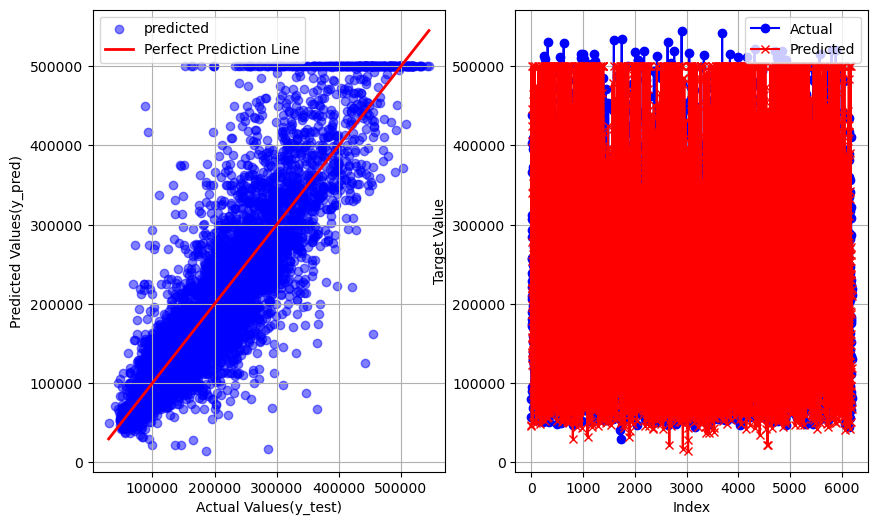 predicted
Perfect Prediction Line
500000
400000
300000
200000
100000
0
Predicted Values(y_pred)
100000 200000 300000 400000 500000
Actual Values(y_test)
Actual
Predicted
500000
400000
300000
200000
100000
0
Target Value
0 1000 2000 3000 4000 5000 6000
Index